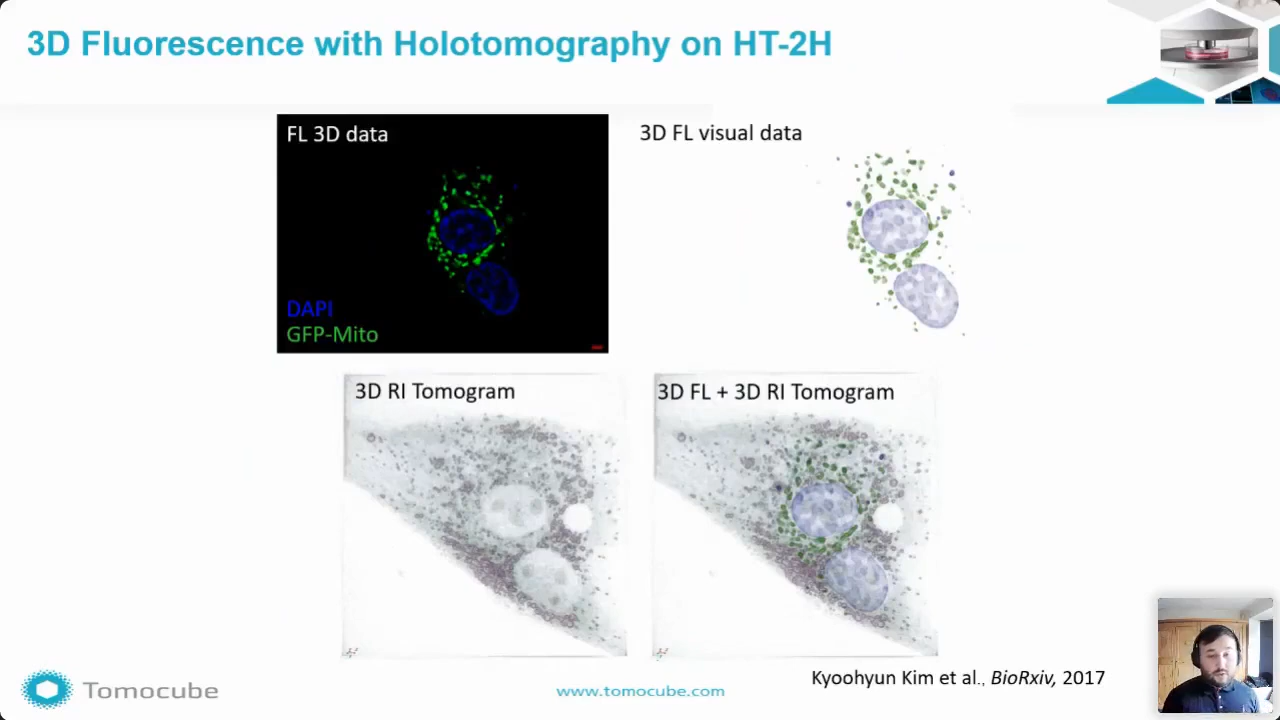 3D Fluorescence with Holotomography on HT-2H
FL 3D data
3D FL visual data
DAPI
GFP-Mito
3D RI Tomogram
3D FL + 3D RI Tomogram
Kyoohyun Kim et al., BioRxiv, 2017
Tomocube
www.tomocube.com